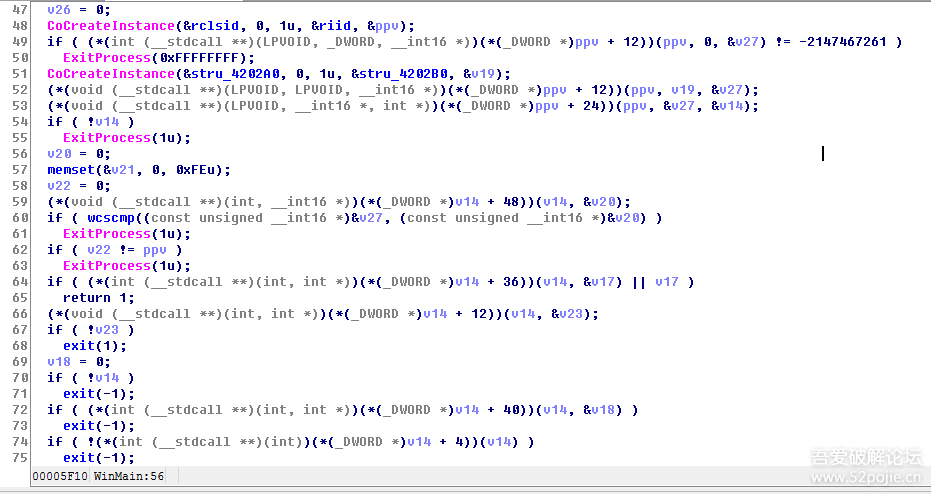 47 v26 = 0;
48 CoCreateInstance(&rclsid, 0, 1u, &riid, &ppv);
49 if ( (*(int (__stdcall **)(LPVOID, _DWORD, __int16 *))(*(_DWORD *)ppv + 12))(ppv, 0, &v27) != -2147467261 )
50 ExitProcess(0xFFFFFFFF);
51 CoCreateInstance(&stru_4202A0, 0, 1u, &stru_4202B0, &v19);
52 (*(void (__stdcall **)(LPVOID, LPVOID, __int16 *))(*(_DWORD *)ppv + 12))(ppv, v19, &v27);
53 (*(void (__stdcall **)(LPVOID, __int16 *, int *))(*(_DWORD *)ppv + 24))(ppv, &v27, &v14);
54 if ( !v14 )
55 ExitProcess(1u);
56 v20 = 0;
57 memset(&v21, 0, 0xFEu);
58 v22 = 0;
59 (*(void (__stdcall **)(int, __int16 *))(*(_DWORD *)v14 + 48))(v14, &v20);
60 if ( wcscmp((const unsigned __int16 *)&v27, (const unsigned __int16 *)&v20) )
61 ExitProcess(1u);
62 if ( v22 != ppv )
63 ExitProcess(1u);
64 if ( (*(int (__stdcall **)(int, int *))(*(_DWORD *)v14 + 36))(v14, &v17) || v17 )
65 return 1;
66 (*(void (__stdcall **)(int, int *))(*(_DWORD *)v14 + 12))(v14, &v23);
67 if ( !v23 )
68 exit(1);
69 v18 = 0;
70 if ( !v14 )
71 exit(-1);
72 if ( (*(int (__stdcall **)(int, int *))(*(_DWORD *)v14 + 40))(v14, &v18) )
73 exit(-1);
74 if ( !(*(int (__stdcall **)(int))(*(_DWORD *)v14 + 4))(v14) )
75 exit(-1);
00005F10 WinMain:56
吾爱破解论坛
www.52pojie.cn